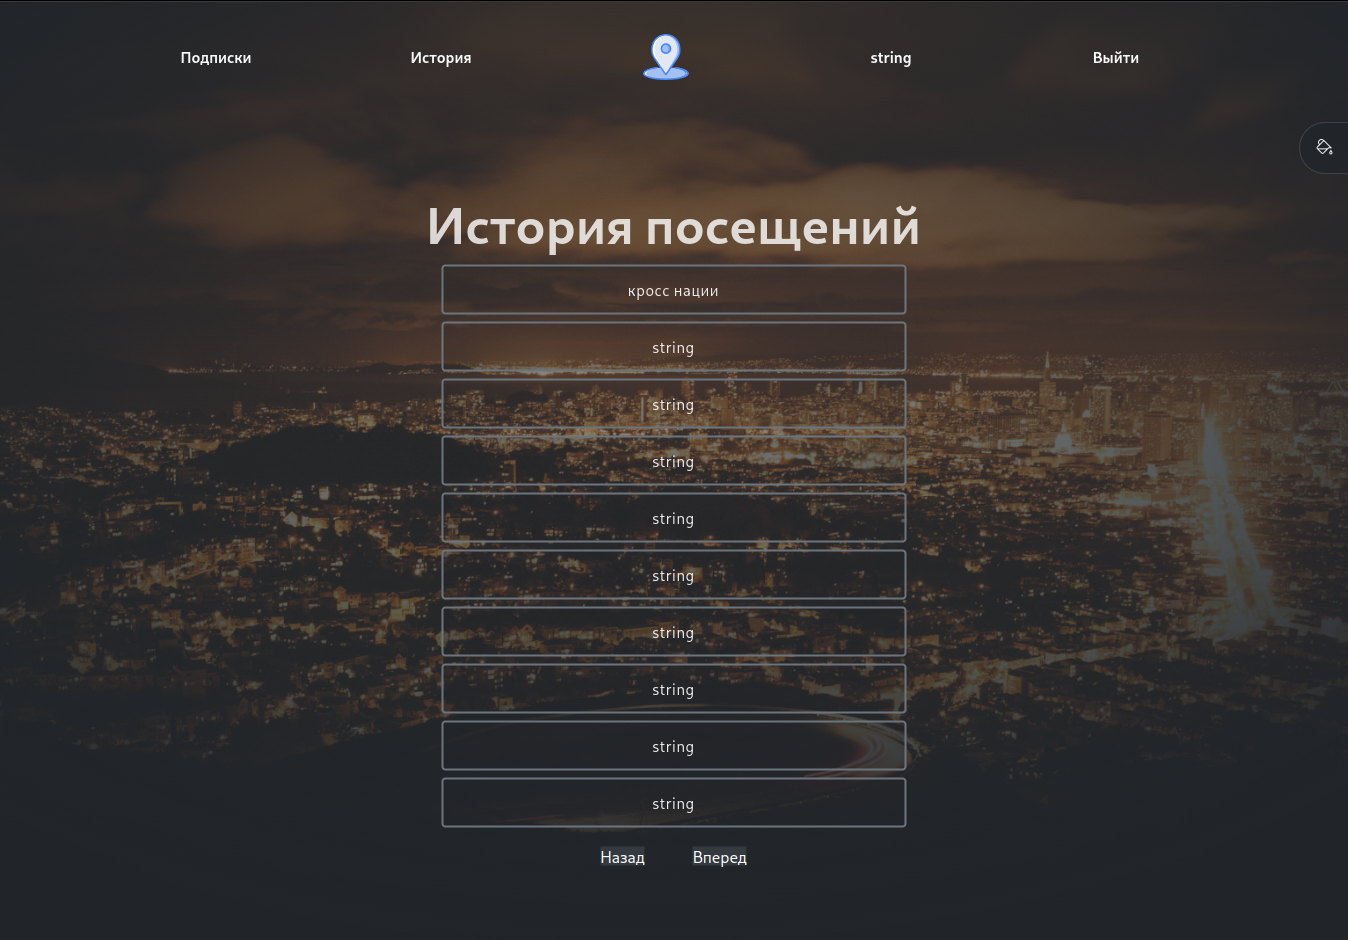 Подписки История string Выйти
История посещений
кросс нации
string
string
string
string
string
string
string
string
string
Назад Вперед